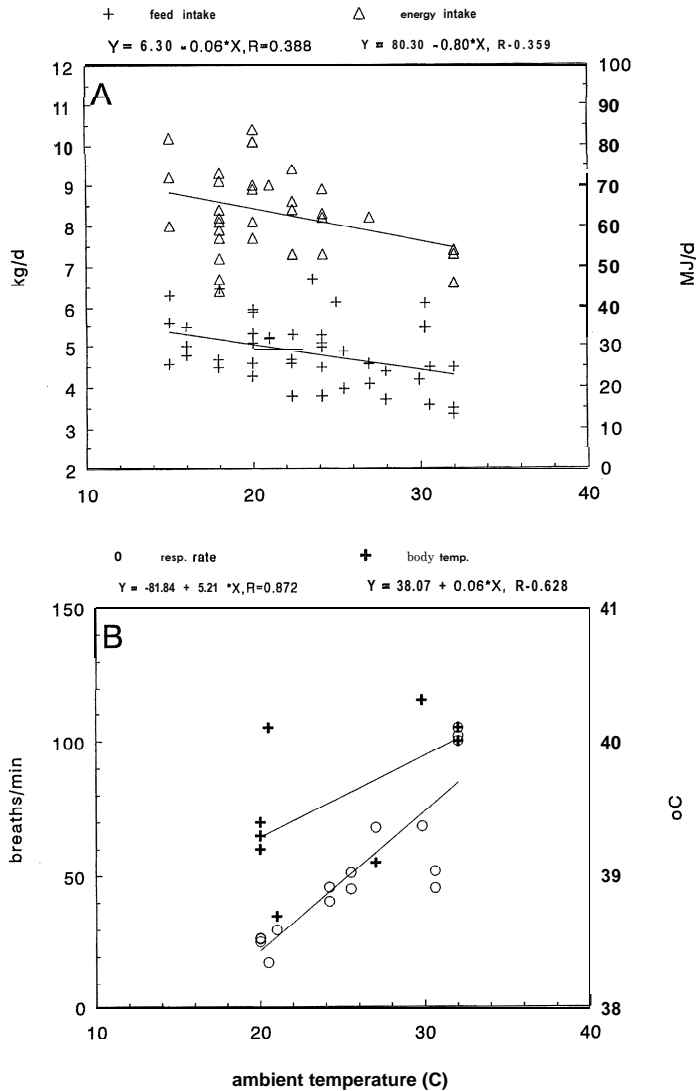 + feed intake △ energy intake
Y = 6.30 -0.06*X,R=0.388 Y = 80.30 -0.80*X, R-0.359
A
12
11
10
9
8
7
6
5
4
3
2
kg/d
100
90
80
70
60
50
40
30
20
10
0
MJ/d
10 20 30 40
o resp. rate + body temp.
Y = -81.84 + 5.21 *X,R=0.872 Y = 38.07 + 0.06*X, R-0.628
B
150
100
50
0
breaths/min
41
40
39
38
oC
10 20 30 40
ambient temperature (C)